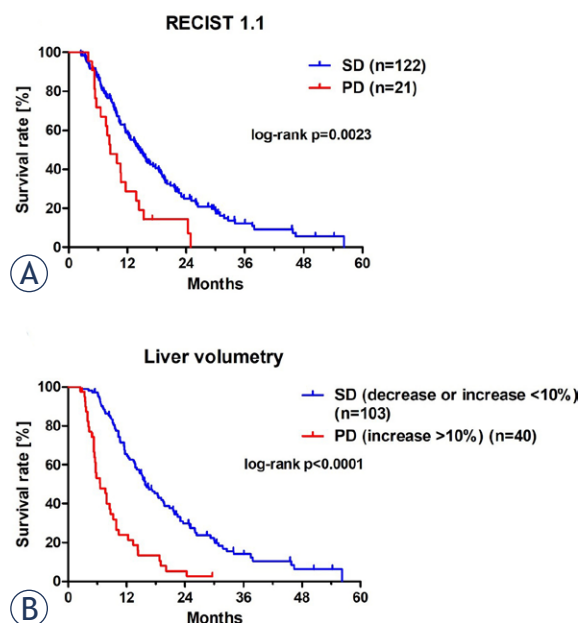 RECIST 1.1
100
80
60
40
20
0
Survival rate [%]
SD (n=122)
PD (n=21)
log-rank p=0.0023
0 12 24 36 48 60
Months
A
Liver volumetry
100
80
60
40
20
0
Survival rate [%]
SD (decrease or increase <10%)
(n=103)
PD (increase >10%) (n=40)
log-rank p<0.0001
0 12 24 36 48 60
Months
B